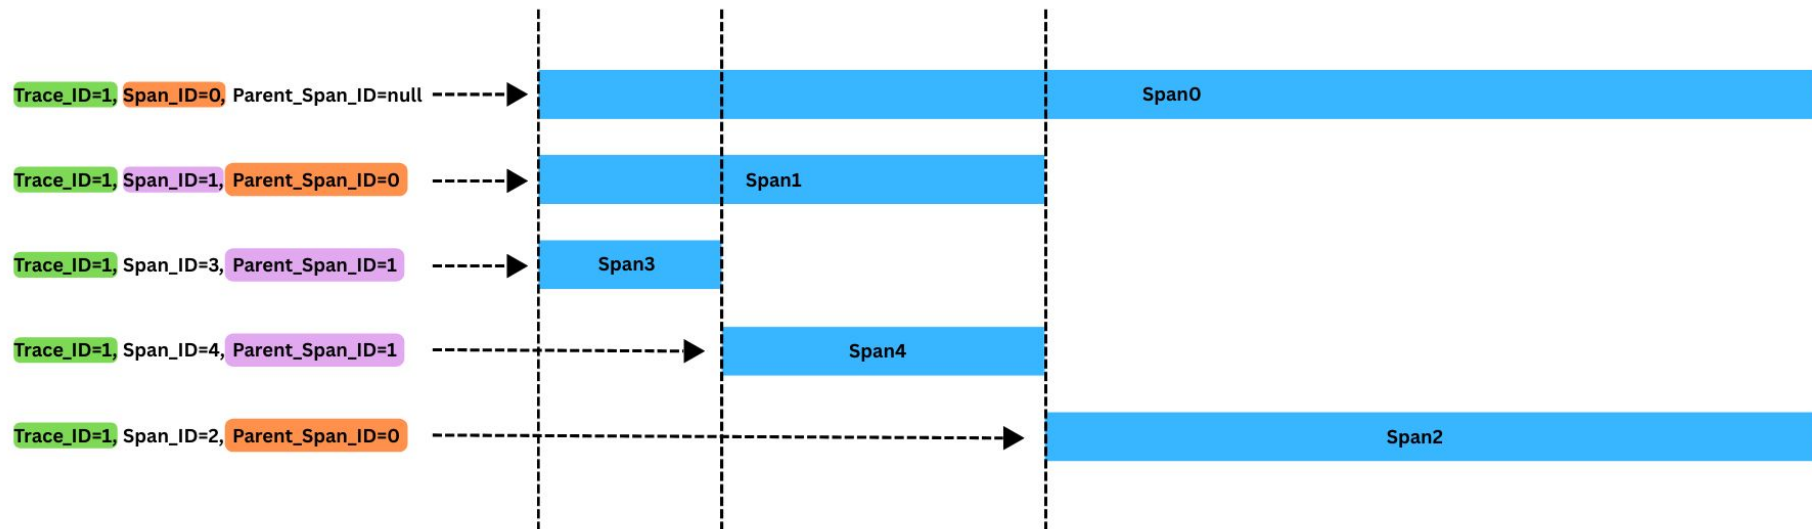 Trace_ID=1, Span_ID=0, Parent_Span_ID=null
Span0
Trace_ID=1, Span_ID=1, Parent_Span_ID=0
Span1
Trace_ID=1, Span_ID=3, Parent_Span_ID=1
Span3
Trace_ID=1, Span_ID=4, Parent_Span_ID=1
Span4
Trace_ID=1, Span_ID=2, Parent_Span_ID=0
Span2